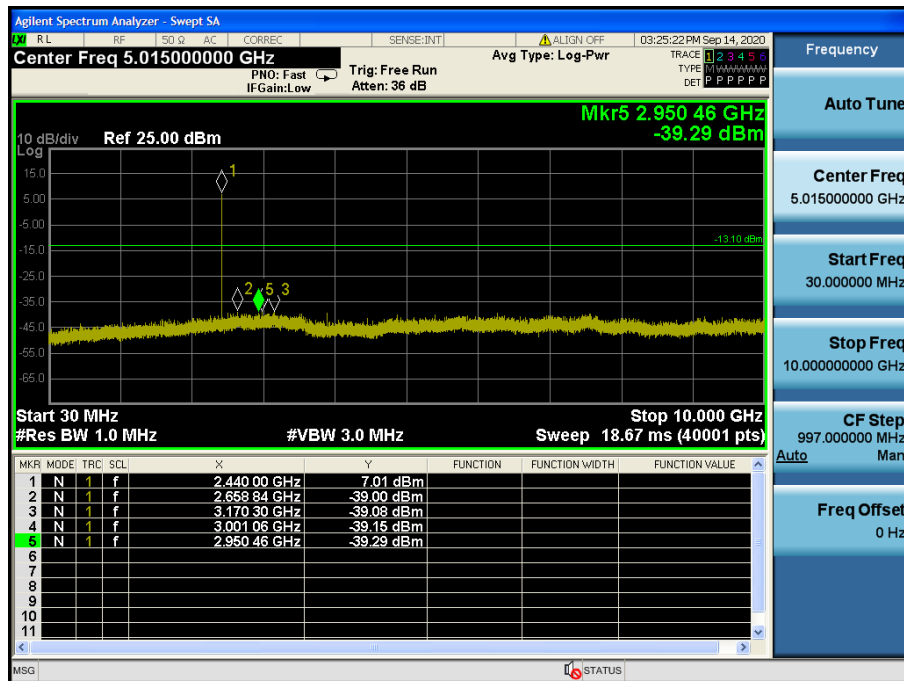 Agilent Spectrum Analyzer - Swept SA
LXI RL RF 50 Ω AC CORREC SENSE:INT ALIGN OFF 03:25:22 PM Sep 14, 2020
Center Freq 5.015000000 GHz
PNO: Fast
IFGain:Low
Trig: Free Run
Atten: 36 dB
Avg Type: Log-Pwr
TRACE 1 2 3 4 5 6
TYPE M WWWWW
DET P P P P P P
Mkr5 2.950 46 GHz
-39.29 dBm
10 dB/div Ref 25.00 dBm
Log
15.0
5.00
-5.00
-15.0
-25.0
-35.0
-45.0
-55.0
-65.0
1
2 5 3
-13.10 dBm
Start 30 MHz Stop 10.000 GHz
#Res BW 1.0 MHz #VBW 3.0 MHz Sweep 18.67 ms (40001 pts)
MKR MODE TRC SCL X Y FUNCTION FUNCTION WIDTH FUNCTION VALUE
1 N 1 f 2.440 00 GHz 7.01 dBm
2 N 1 f 2.658 84 GHz -39.00 dBm
3 N 1 f 3.170 30 GHz -39.08 dBm
4 N 1 f 3.001 06 GHz -39.15 dBm
5 N 1 f 2.950 46 GHz -39.29 dBm
6
7
8
9
10
11
MSG STATUS
Frequency
Auto Tune
Center Freq
5.015000000 GHz
Start Freq
30.000000 MHz
Stop Freq
10.000000000 GHz
CF Step
997.000000 MHz
Auto Man
Freq Offset
0 Hz